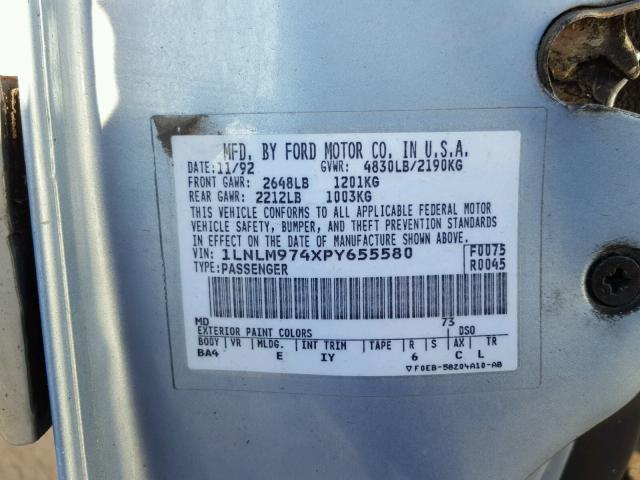 MFD. BY FORD MOTOR CO. IN U.S.A.
DATE: 11/92 GVWR: 4830LB/2190KG
FRONT GAWR: 2648LB 1201KG
REAR GAWR: 2212LB 1003KG
THIS VEHICLE CONFORMS TO ALL APPLICABLE FEDERAL MOTOR
VEHICLE SAFETY, BUMPER, AND THEFT PREVENTION STANDARDS
IN EFFECT ON THE DATE OF MANUFACTURE SHOWN ABOVE.
VIN: 1LNLM974XPY655580 F0075
TYPE: PASSENGER R0045
MD 73
EXTERIOR PAINT COLORS DSO
BODY VR MLDG. INT TRIM TAPE R S AX TR
BA4 E IY 6 C L
▽F0EB-58204A10-AB